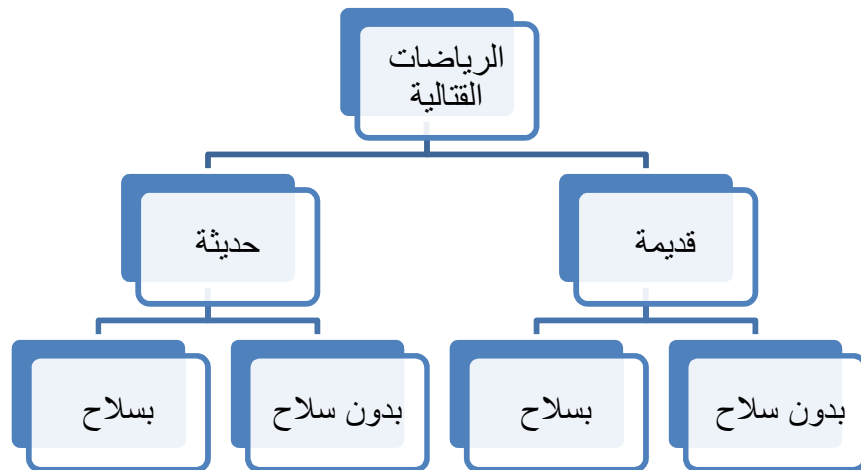 الرياضات
القتالية
قديمة
حديثة
بدون سلاح
بسلاح
بدون سلاح
بسلاح